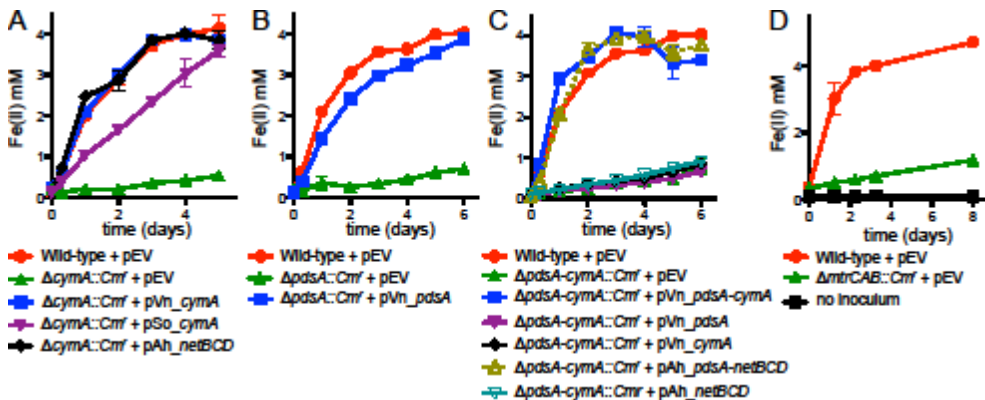 A
Fe(II) mM
4
3
2
1
0
0
2
4
time (days)
Wild-type + pEV
ΔcymA::Cmʳ + pEV
ΔcymA::Cmʳ + pVn_cymA
ΔcymA::Cmʳ + pSo_cymA
ΔcymA::Cmʳ + pAh_netBCD
B
Fe(II) mM
4
3
2
1
0
0
2
4
6
time (days)
Wild-type + pEV
ΔpdsA::Cmʳ + pEV
ΔpdsA::Cmʳ + pVn_pdsA
C
Fe(II) mM
4
3
2
1
0
0
2
4
6
time (days)
Wild-type + pEV
ΔpdsA-cymA::Cmʳ + pEV
ΔpdsA-cymA::Cmʳ + pVn_pdsA-cymA
ΔpdsA-cymA::Cmʳ + pVn_pdsA
ΔpdsA-cymA::Cmʳ + pVn_cymA
ΔpdsA-cymA::Cmʳ + pAh_pdsA-netBCD
ΔpdsA-cymA::Cmr + pAh_netBCD
D
Fe(II) mM
4
2
0
0
2
4
6
8
time (days)
Wild-type + pEV
ΔmtrCAB::Cmʳ + pEV
no inoculum